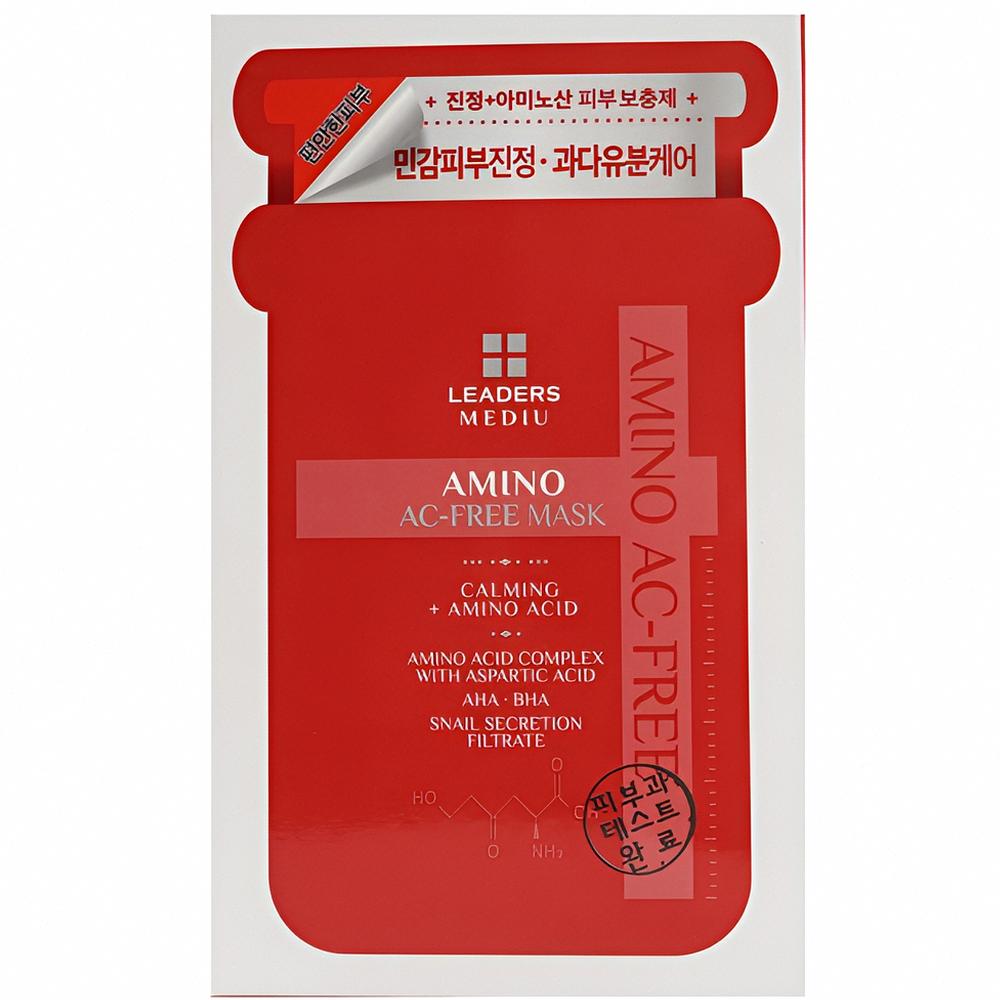 편안한피부
+ 진정+아미노산 피부보충제 +
민감피부진정·과다유분케어
LEADERS
MEDIU
AMINO
AC-FREE MASK
CALMING
+ AMINO ACID
AMINO ACID COMPLEX
WITH ASPARTIC ACID
AHA · BHA
SNAIL SECRETION
FILTRATE
AMINO AC-FREE
HO
O
O
NH₂
피부과
테스트
완료.